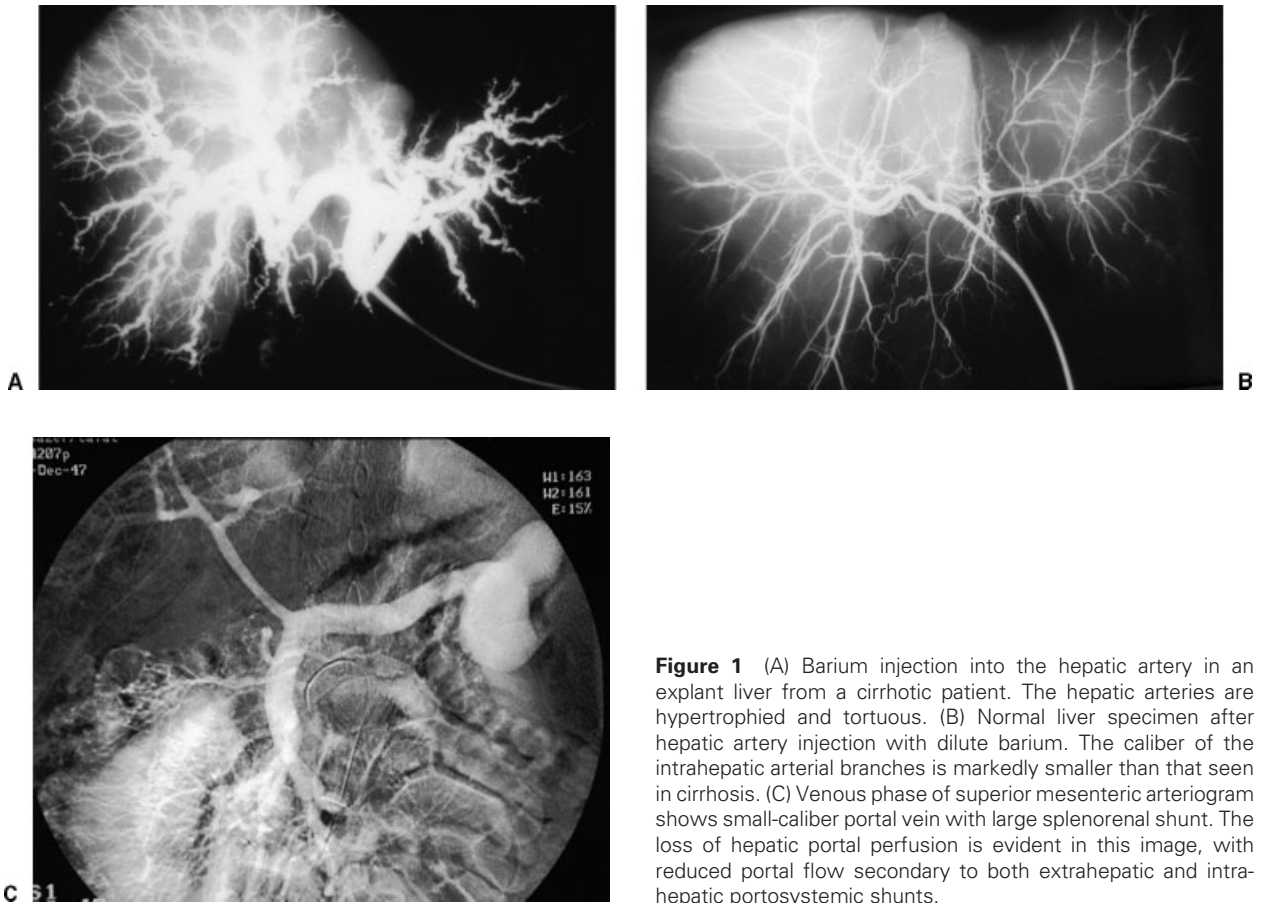 A
B
1207p
-Dec-47
W1:163
W2:161
E:15%
C
S1
Figure 1 (A) Barium injection into the hepatic artery in an
explant liver from a cirrhotic patient. The hepatic arteries are
hypertrophied and tortuous. (B) Normal liver specimen after
hepatic artery injection with dilute barium. The caliber of the
intrahepatic arterial branches is markedly smaller than that seen
in cirrhosis. (C) Venous phase of superior mesenteric arteriogram
shows small-caliber portal vein with large splenorenal shunt. The
loss of hepatic portal perfusion is evident in this image, with
reduced portal flow secondary to both extrahepatic and intra-
hepatic portosystemic shunts.